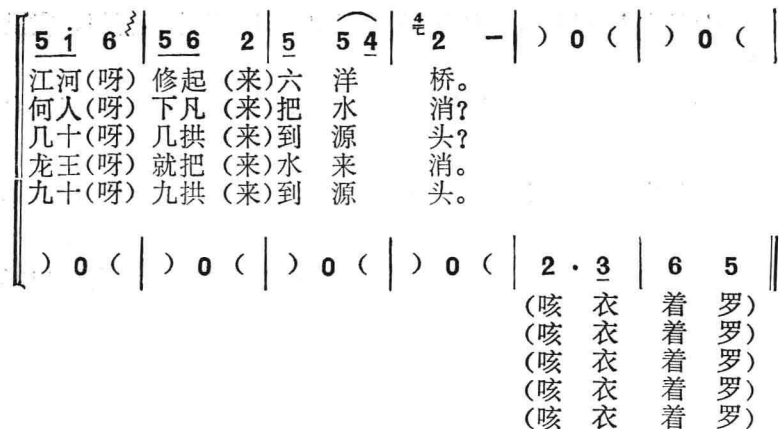 5 i 6 | 5 6 2 | 5 5 4 | 4 2 - | ) 0 ( | ) 0 (
江河(呀) 修起 (来)六 洋 桥。
何人(呀) 下凡 (来)把 水 消?
几十(呀) 几拱 (来)到 源 头?
龙王(呀) 就把 (来)水 来 消。
九十(呀) 九拱 (来)到 源 头。
) 0 ( | ) 0 ( | ) 0 ( | ) 0 ( | 2 · 3 | 6 5 ‖
(咳 衣 着 罗)
(咳 衣 着 罗)
(咳 衣 着 罗)
(咳 衣 着 罗)
(咳 衣 着 罗)